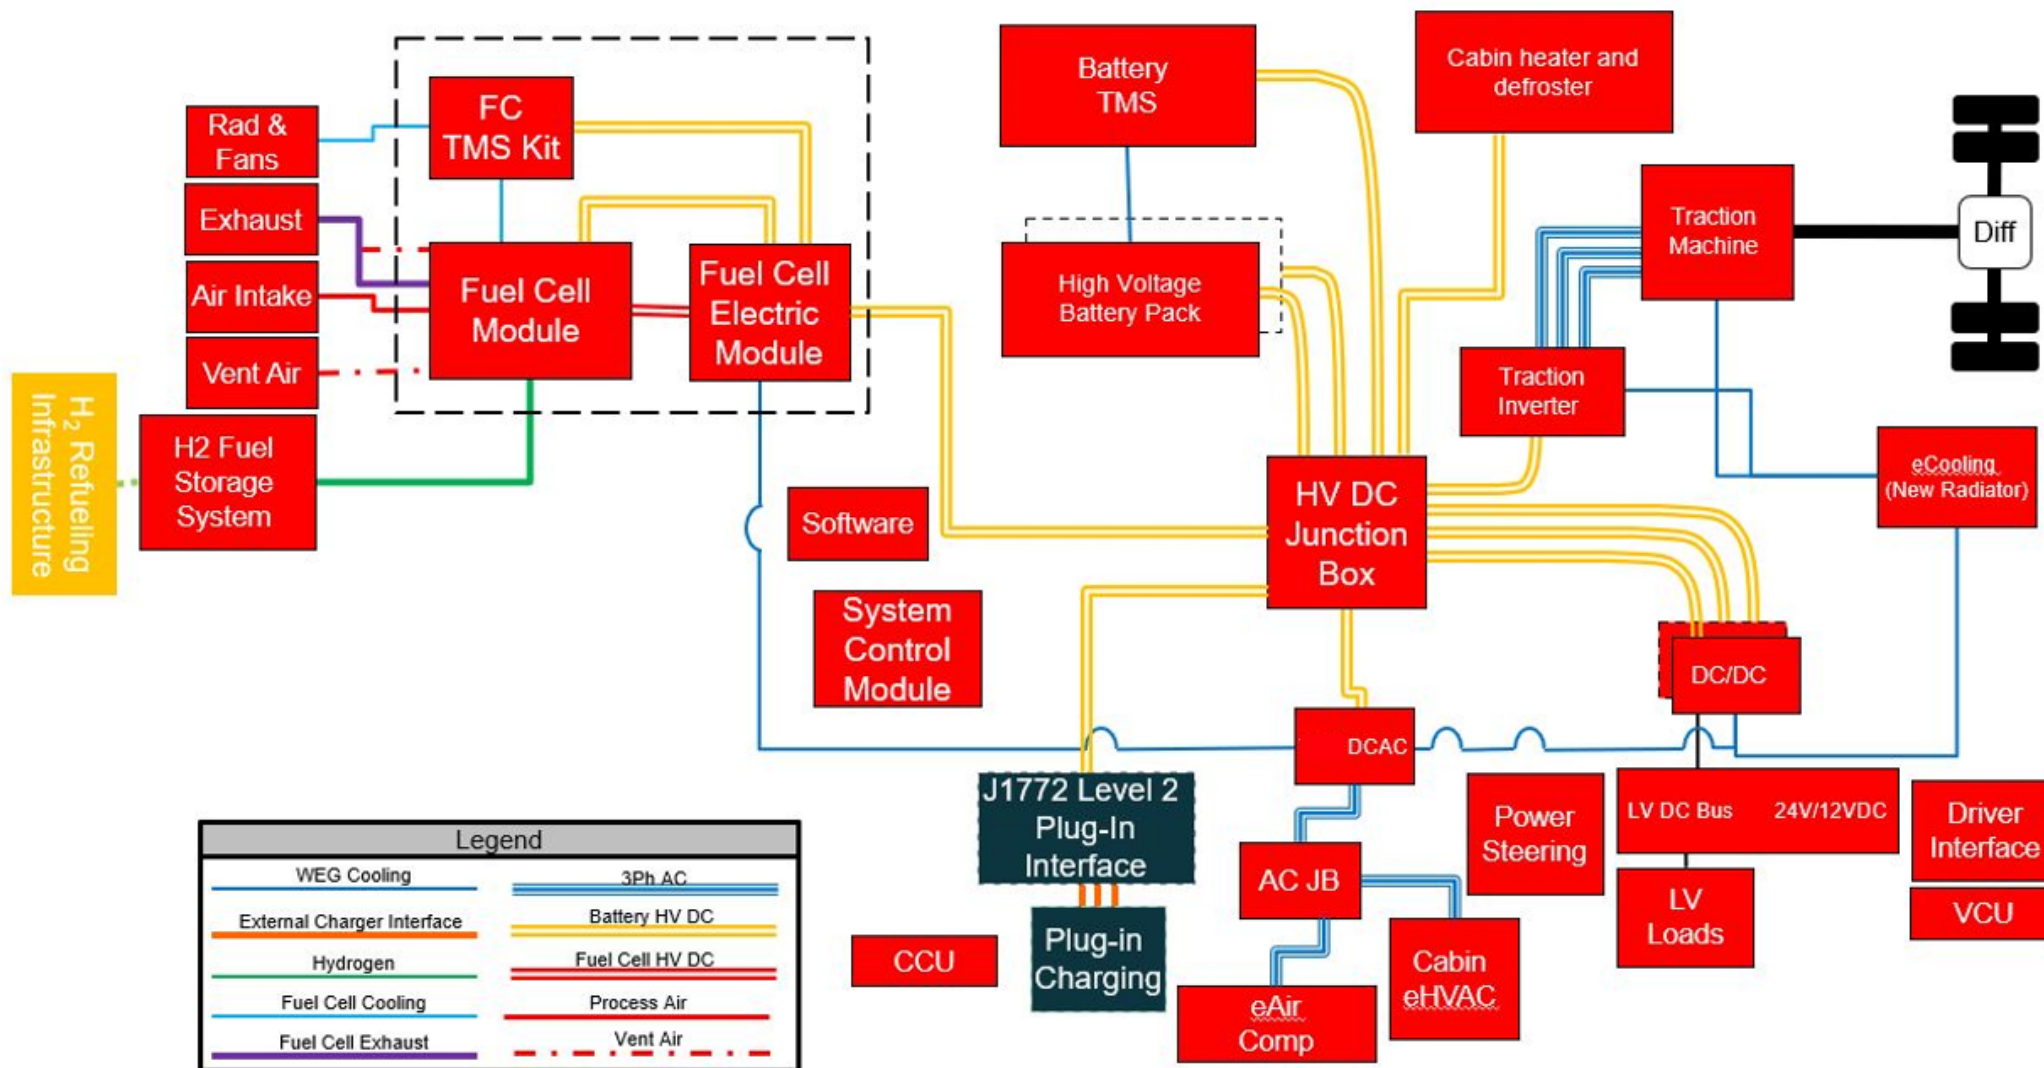 FC
TMS Kit
Rad &
Fans
Exhaust
Air Intake
Vent Air
Fuel Cell
Module
Fuel Cell
Electric
Module
H₂ Refueling
Infrastructure
H2 Fuel
Storage
System
Battery
TMS
Cabin heater and
defroster
High Voltage
Battery Pack
Traction
Machine
Diff
Traction
Inverter
eCooling
(New Radiator)
HV DC
Junction
Box
Software
System
Control
Module
DC/DC
DCAC
J1772 Level 2
Plug-In
Interface
Plug-in
Charging
Power
Steering
LV DC Bus 24V/12VDC
Driver
Interface
AC JB
LV
Loads
VCU
CCU
Cabin
eHVAC
eAir
Comp
Legend
WEG Cooling
3Ph AC
External Charger Interface
Battery HV DC
Hydrogen
Fuel Cell HV DC
Fuel Cell Cooling
Process Air
Fuel Cell Exhaust
Vent Air